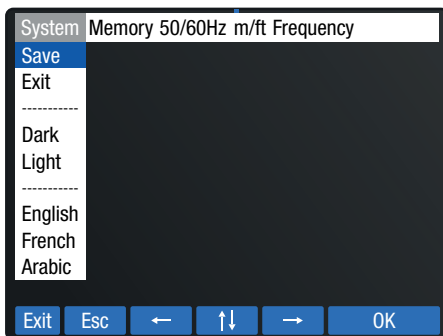 System Memory 50/60Hz m/ft Frequency
Save
Exit
-----------
Dark
Light
-----------
English
French
Arabic
Exit Esc ← ↑↓ → OK